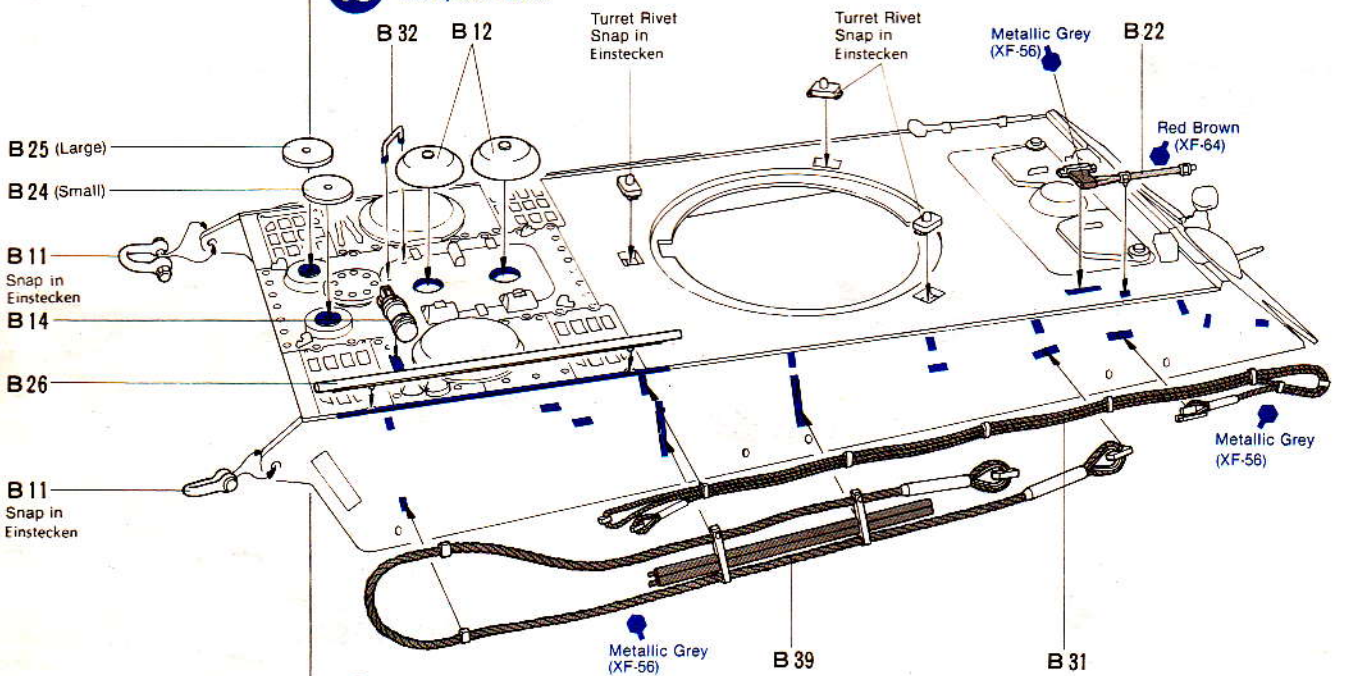 Turret Rivet
Snap in
Einstecken
Turret Rivet
Snap in
Einstecken
B 32
B 12
Metallic Grey
(XF-56)
B 22
B 25 (Large)
Red Brown
(XF-64)
B 24 (Small)
B 11
Snap in
Einstecken
B 14
B 26
Metallic Grey
(XF-56)
B 11
Snap in
Einstecken
Metallic Grey
(XF-56)
B 39
B 31